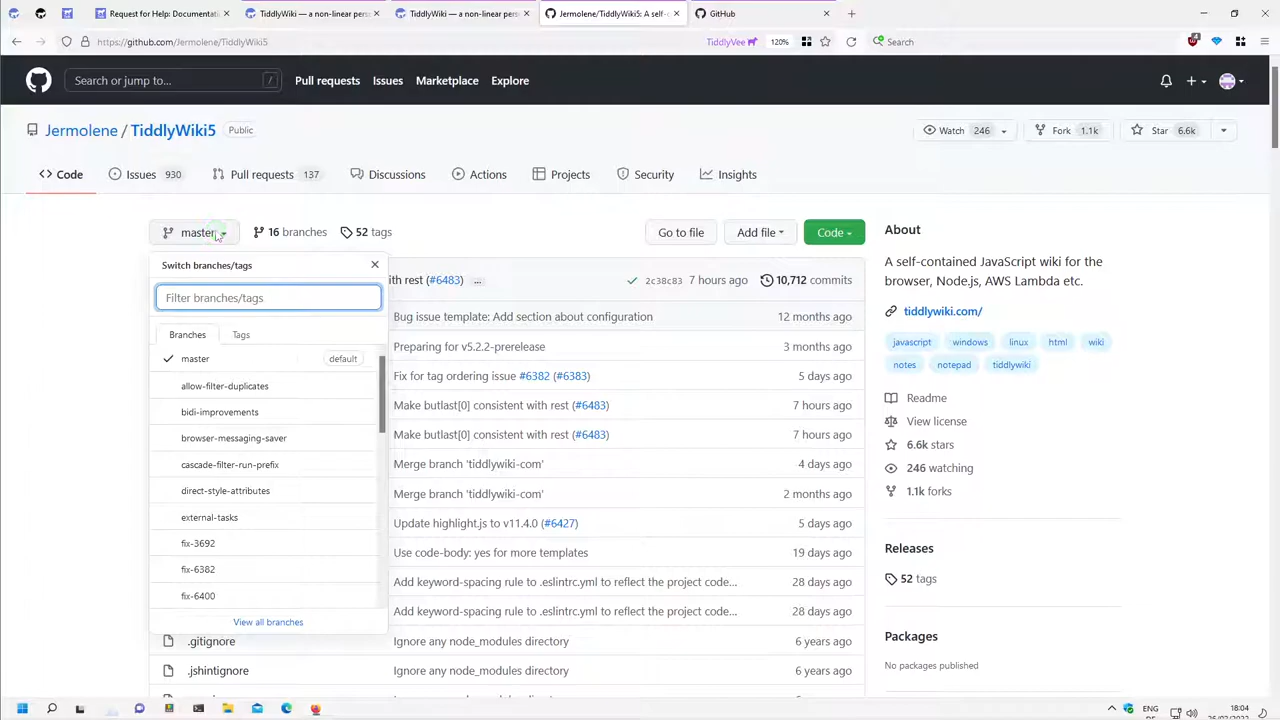 Request for Help: Documentati
TiddlyWiki — a non-linear person
TiddlyWiki — a non-linear person
Jermolene/TiddlyWiki5: A self-c
GitHub
https://github.com/Jermolene/TiddlyWiki5
TiddlyVee
120%
Search
4
Search or jump to...
/
Pull requests
Issues
Marketplace
Explore
Jermolene / TiddlyWiki5
Public
Watch 246
Fork 1.1k
Star 6.6k
Code
Issues 930
Pull requests 137
Discussions
Actions
Projects
Security
Insights
master
16 branches
52 tags
Go to file
Add file
Code
Switch branches/tags
Filter branches/tags
Branches
Tags
master
default
allow-filter-duplicates
bidi-improvements
browser-messaging-saver
cascade-filter-run-prefix
direct-style-attributes
external-tasks
fix-3692
fix-6382
fix-6400
View all branches
ith rest (#6483) ...
2c38c83 7 hours ago
10,712 commits
Bug issue template: Add section about configuration 12 months ago
Preparing for v5.2.2-prerelease 3 months ago
Fix for tag ordering issue #6382 (#6383) 5 days ago
Make butlast[0] consistent with rest (#6483) 7 hours ago
Make butlast[0] consistent with rest (#6483) 7 hours ago
Merge branch 'tiddlywiki-com' 4 days ago
Merge branch 'tiddlywiki-com' 2 months ago
Update highlight.js to v11.4.0 (#6427) 5 days ago
Use code-body: yes for more templates 19 days ago
Add keyword-spacing rule to .eslintrc.yml to reflect the project code... 28 days ago
Add keyword-spacing rule to .eslintrc.yml to reflect the project code... 28 days ago
.gitignore Ignore any node_modules directory 6 years ago
.jshintignore Ignore any node_modules directory 6 years ago
About
A self-contained JavaScript wiki for the
browser, Node.js, AWS Lambda etc.
tiddlywiki.com/
javascript
windows
linux
html
wiki
notes
notepad
tiddlywiki
Readme
View license
6.6k stars
246 watching
1.1k forks
Releases
52 tags
Packages
No packages published
ENG
18:04